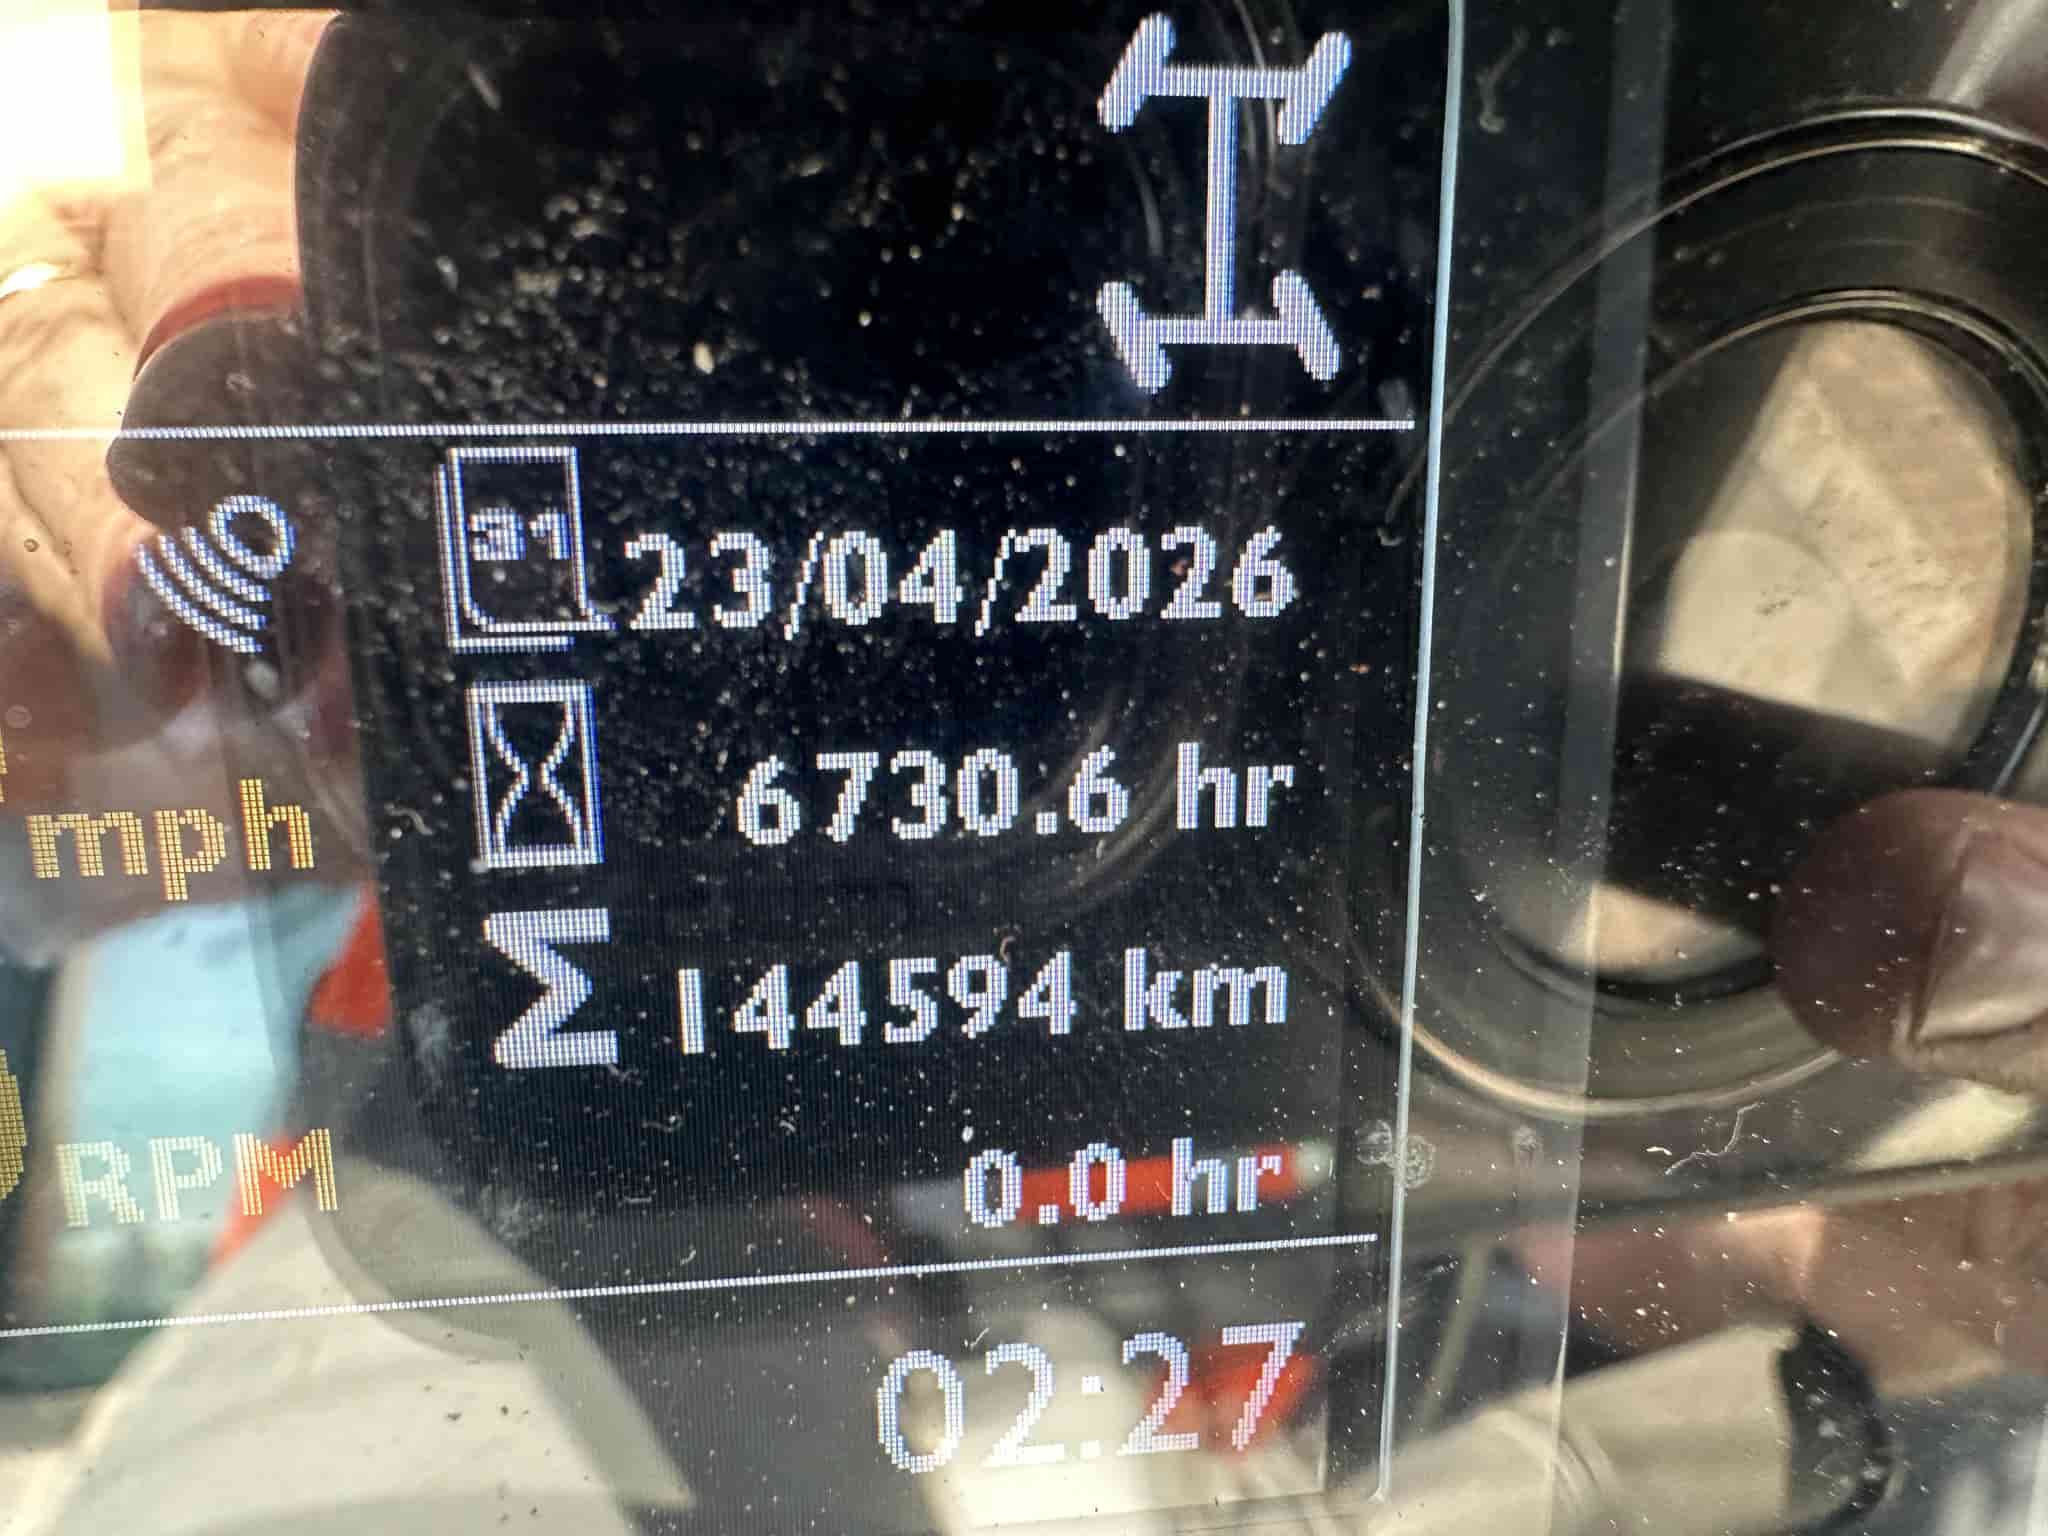 31
23/04/2026
mph
6730.6 hr
Σ 144594 km
RPM
0.0 hr
02:27